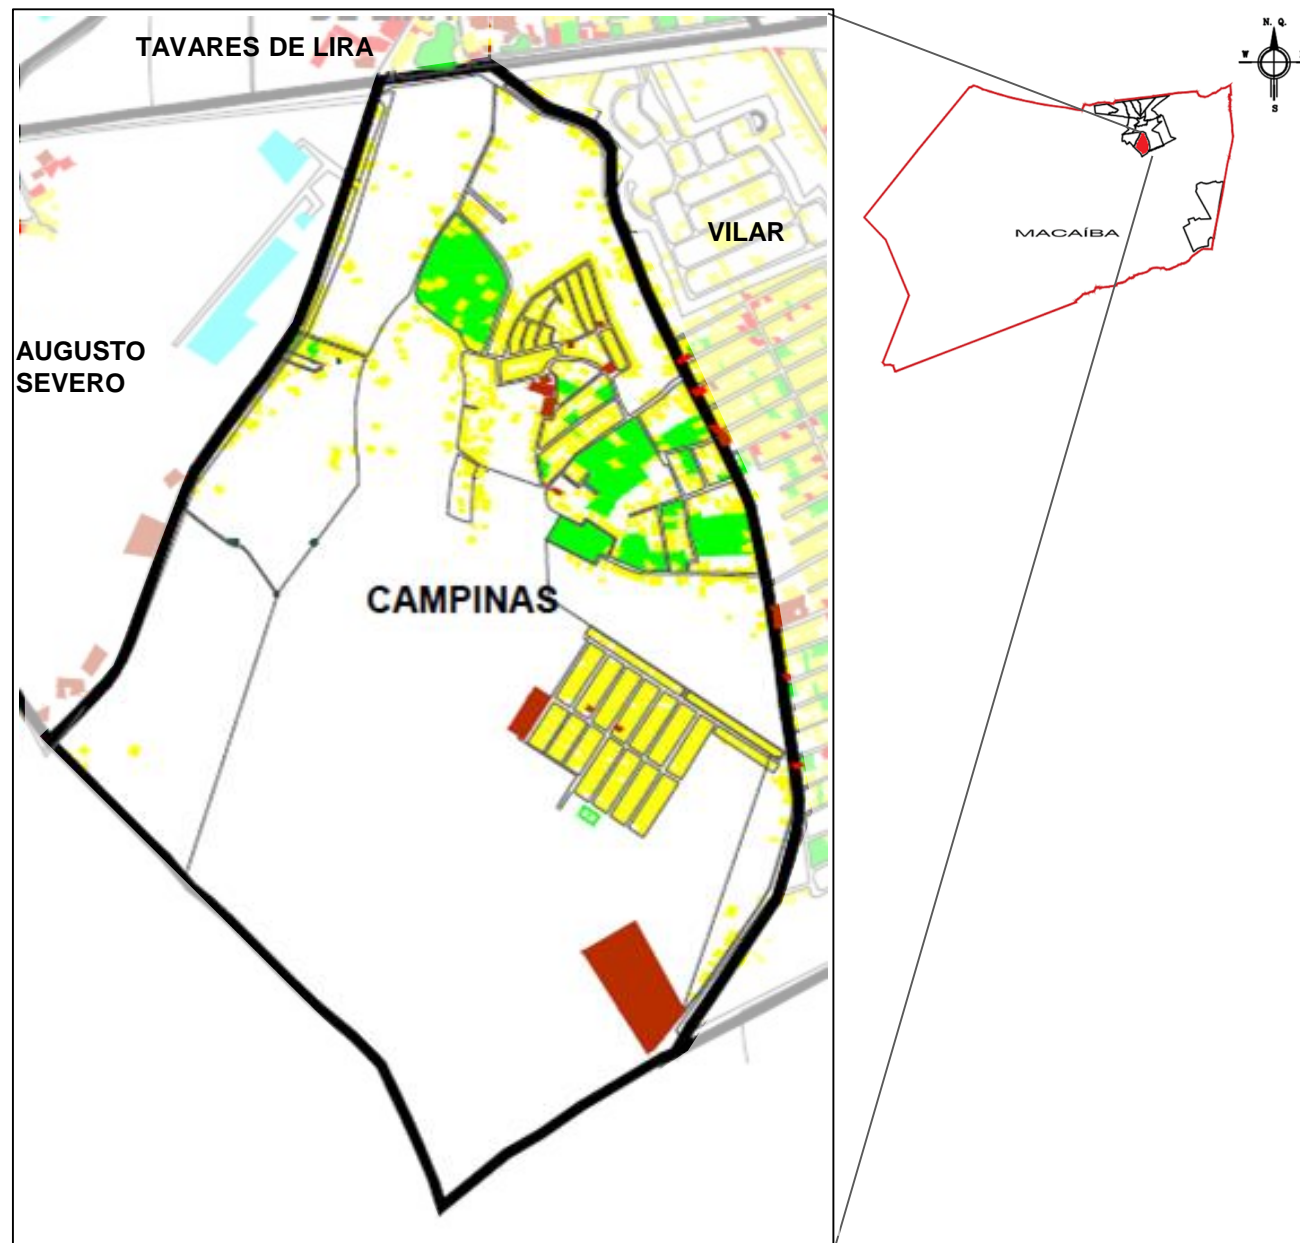 TAVARES DE LIRA
N. Q.
W
S
VILAR
MACAÍBA
AUGUSTO
SEVERO
CAMPINAS